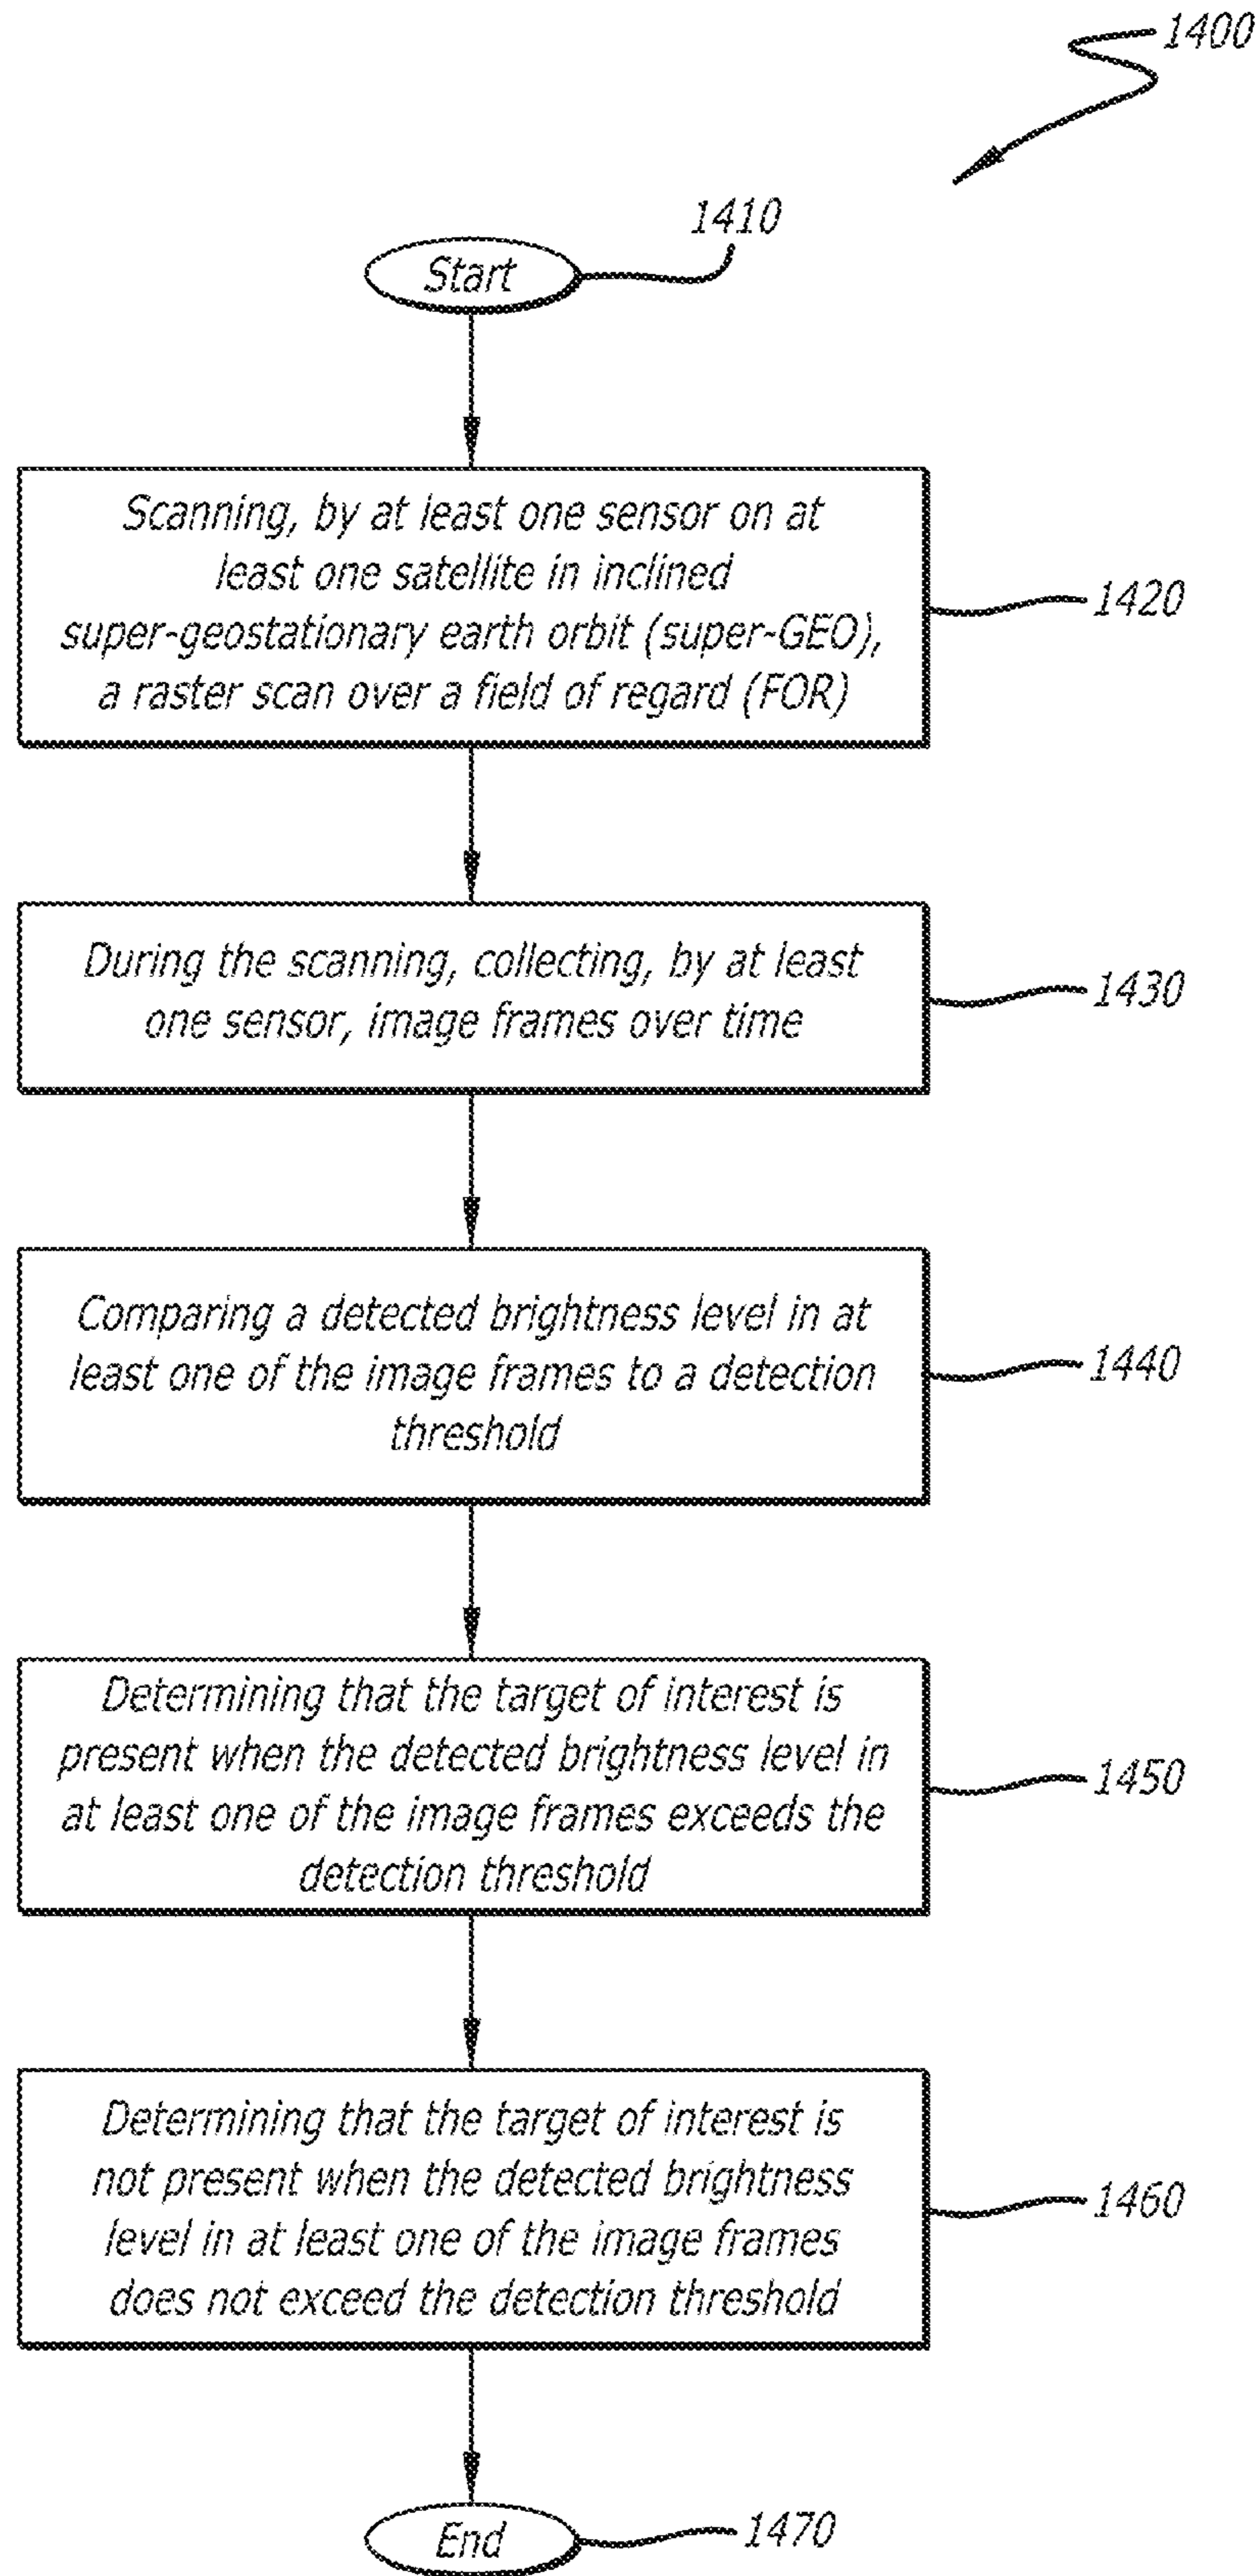 1400
1410
Start
Scanning, by at least one sensor on at
least one satellite in inclined
super-geostationary earth orbit (super-GEO),
a raster scan over a field of regard (FOR)
1420
During the scanning, collecting, by at least
one sensor, image frames over time
1430
Comparing a detected brightness level in at
least one of the image frames to a detection
threshold
1440
Determining that the target of interest is
present when the detected brightness level in
at least one of the image frames exceeds the
detection threshold
1450
Determining that the target of interest is
not present when the detected brightness
level in at least one of the image frames
does not exceed the detection threshold
1460
End
1470